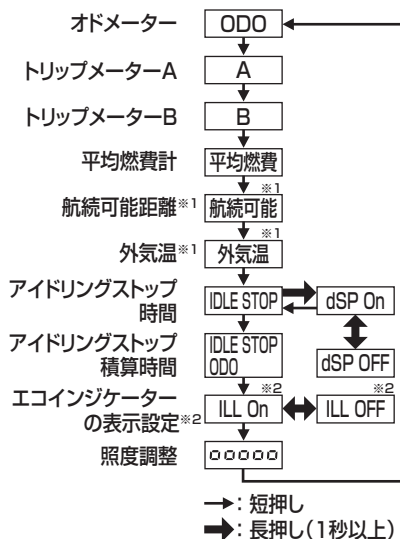 オドメーター ODO
トリップメーターA A
トリップメーターB B
平均燃費計 平均燃費
※1
航続可能距離※1 航続可能
※1
外気温※1 外気温
アイドリングストップ
時間 IDLE STOP dSP On
アイドリングストップ
積算時間 IDLE STOP
ODO dSP OFF
※2 ※2
エコインジケーター
の表示設定※2 ILL On ILL OFF
照度調整 ooooo
→：短押し
➡：長押し(1秒以上)